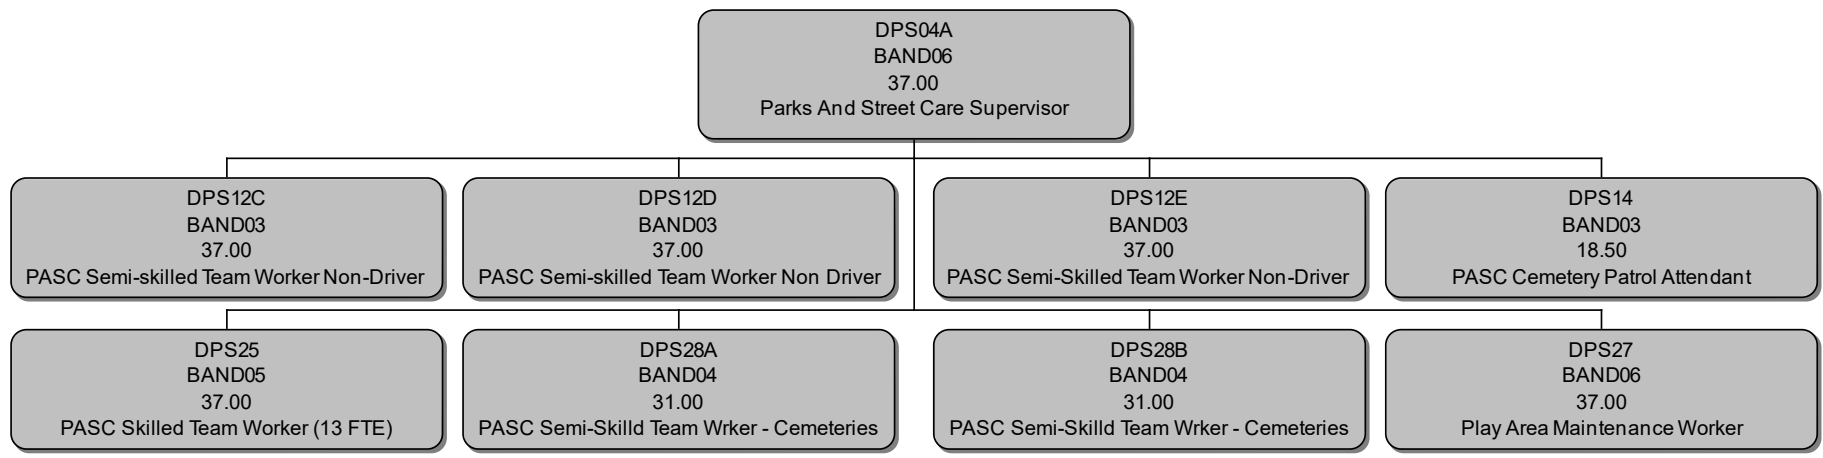 DPS04A
BAND06
37.00
Parks And Street Care Supervisor
DPS12C
BAND03
37.00
PASC Semi-skilled Team Worker Non-Driver
DPS12D
BAND03
37.00
PASC Semi-skilled Team Worker Non Driver
DPS12E
BAND03
37.00
PASC Semi-Skilled Team Worker Non-Driver
DPS14
BAND03
18.50
PASC Cemetery Patrol Attendant
DPS25
BAND05
37.00
PASC Skilled Team Worker (13 FTE)
DPS28A
BAND04
31.00
PASC Semi-Skilld Team Wrker - Cemeteries
DPS28B
BAND04
31.00
PASC Semi-Skilld Team Wrker - Cemeteries
DPS27
BAND06
37.00
Play Area Maintenance Worker